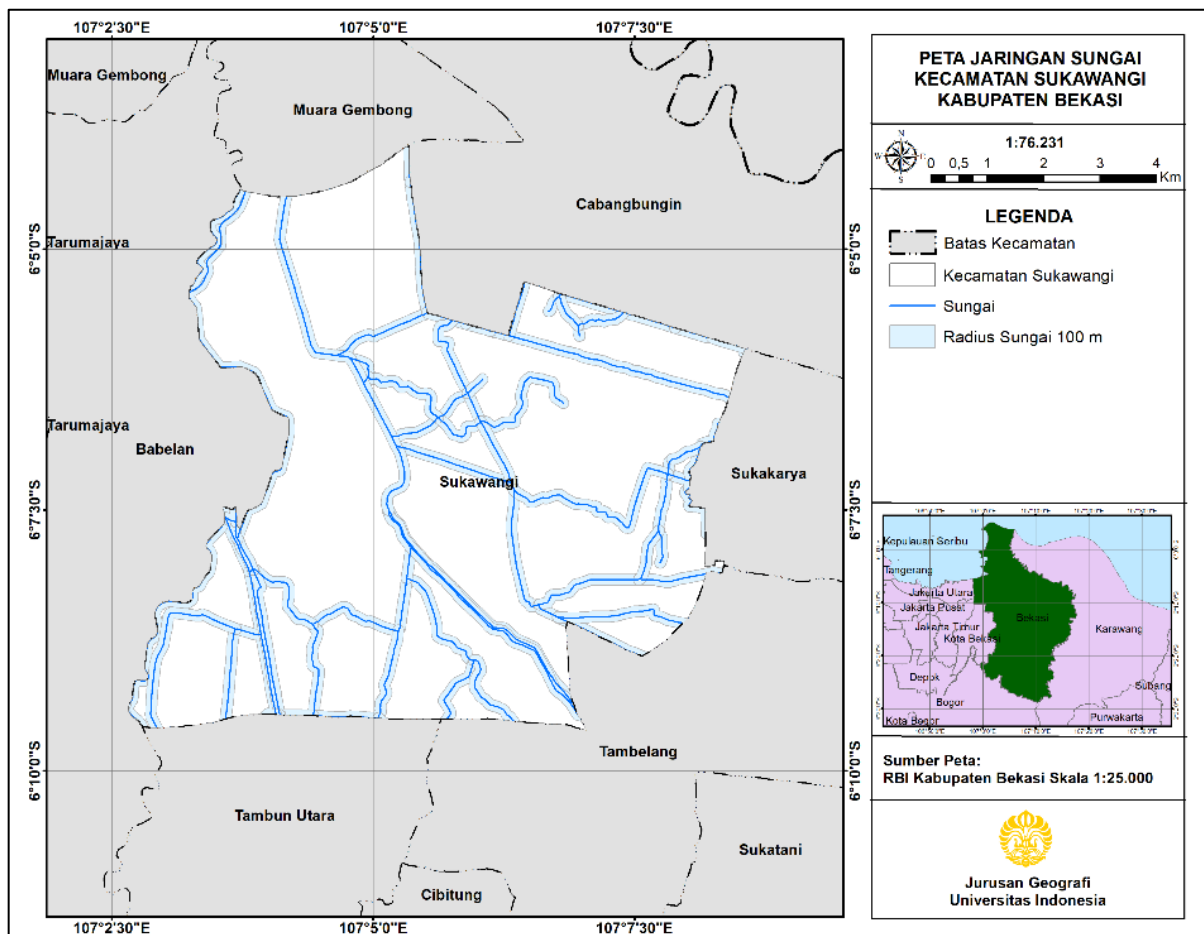 107°2'30"E
107°5'0"E
107°7'30"E
Muara Gembong
Muara Gembong
Cabangbungin
6°5'0"S
Tarumajaya
6°5'0"S
Tarumajaya
Babelan
Sukawangi
Sukakarya
6°7'30"S
6°7'30"S
Tambelang
6°10'0"S
6°10'0"S
Tambun Utara
Sukatani
Cibitung
107°2'30"E
107°5'0"E
107°7'30"E
PETA JARINGAN SUNGAI
KECAMATAN SUKAWANGI
KABUPATEN BEKASI
N
W
E
S
1:76.231
0 0,5 1 2 3 4
Km
LEGENDA
Batas Kecamatan
Kecamatan Sukawangi
Sungai
Radius Sungai 100 m
Kepulauan Seribu
Tangerang
Jakarta Utara
Jakarta Pusat
Jakarta Timur
Kota Bekasi
Bekasi
Karawang
Depok
Bogor
Subang
Kota Bogor
Purwakarta
Sumber Peta:
RBI Kabupaten Bekasi Skala 1:25.000
Jurusan Geografi
Universitas Indonesia